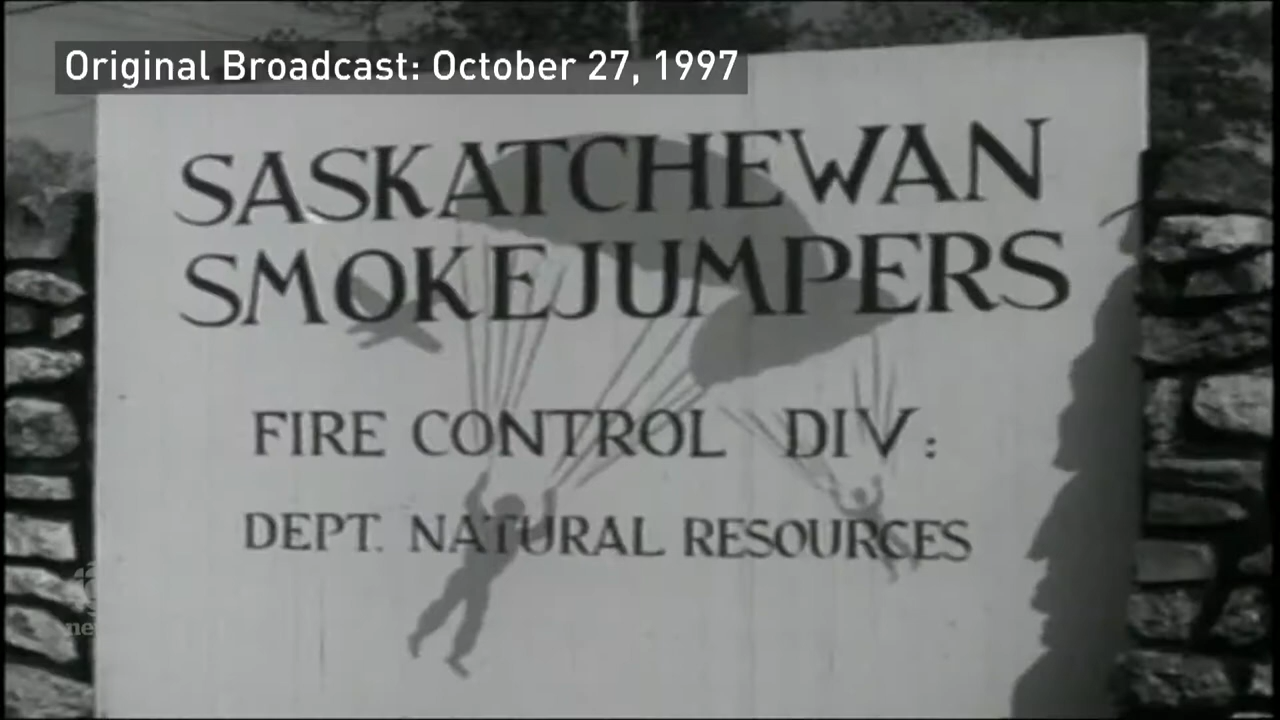 Original Broadcast: October 27, 1997
SASKATCHEWAN
SMOKEJUMPERS
FIRE CONTROL DIV:
DEPT. NATURAL RESOURCES